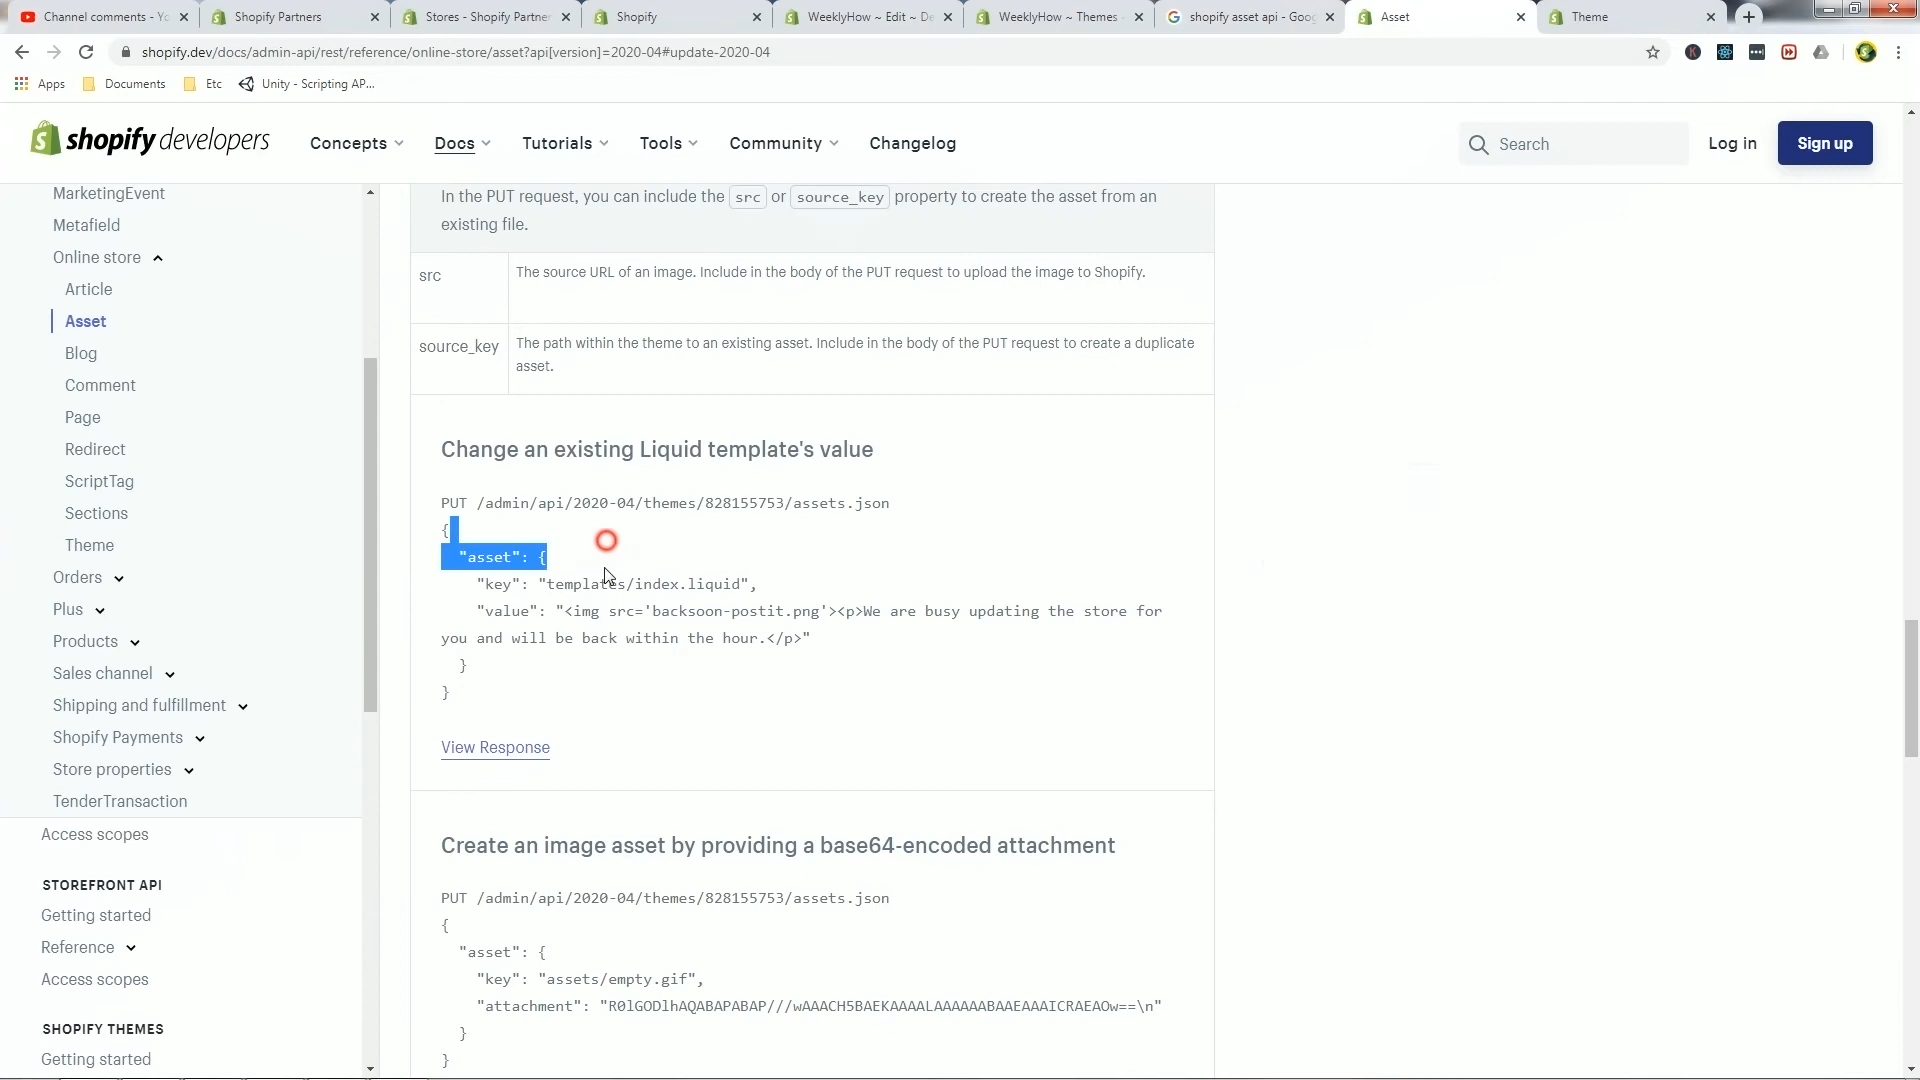 Channel comments - Yo
Shopify Partners
Stores - Shopify Partner
Shopify
WeeklyHow ~ Edit ~ De
WeeklyHow ~ Themes
shopify asset api - Goog
Asset
Theme
shopify.dev/docs/admin-api/rest/reference/online-store/asset?api[version]=2020-04#update-2020-04
Apps
Documents
Etc
Unity - Scripting AP...
shopify developers
Concepts
Docs
Tutorials
Tools
Community
Changelog
Search
Log in
Sign up
MarketingEvent
Metafield
Online store
Article
Asset
Blog
Comment
Page
Redirect
ScriptTag
Sections
Theme
Orders
Plus
Products
Sales channel
Shipping and fulfillment
Shopify Payments
Store properties
TenderTransaction
Access scopes
STOREFRONT API
Getting started
Reference
Access scopes
SHOPIFY THEMES
Getting started
In the PUT request, you can include the src or source_key property to create the asset from an
existing file.
src
The source URL of an image. Include in the body of the PUT request to upload the image to Shopify.
source_key
The path within the theme to an existing asset. Include in the body of the PUT request to create a duplicate
asset.
Change an existing Liquid template's value
PUT /admin/api/2020-04/themes/828155753/assets.json
{
"asset": {
"key": "templates/index.liquid",
"value": "<img src='backsoon-postit.png'><p>We are busy updating the store for
you and will be back within the hour.</p>"
}
}
View Response
Create an image asset by providing a base64-encoded attachment
PUT /admin/api/2020-04/themes/828155753/assets.json
{
"asset": {
"key": "assets/empty.gif",
"attachment": "R0lGODlhAQABAPABAP///wAAACH5BAEKAAAALAAAAAABAAEAAAICRAEAOw==\n"
}
}